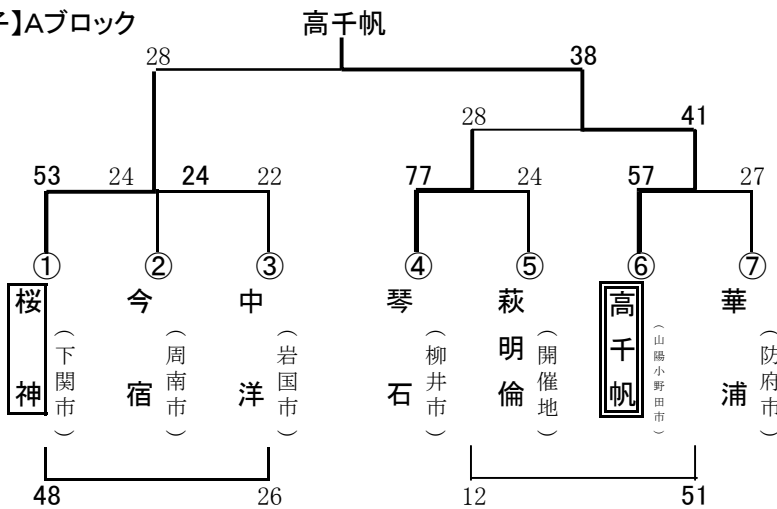 子】Aブロック
高千帆
28 38
28 41
53 24 24 22 77 24 57 27
① ② ③ ④ ⑤ ⑥ ⑦
桜神
（下関市）
今宿
（周南市）
中洋
（岩国市）
琴石
（柳井市）
萩明倫
（開催地）
高千帆
（山陽小野田市）
華浦
（防府市）
48 26 12 51